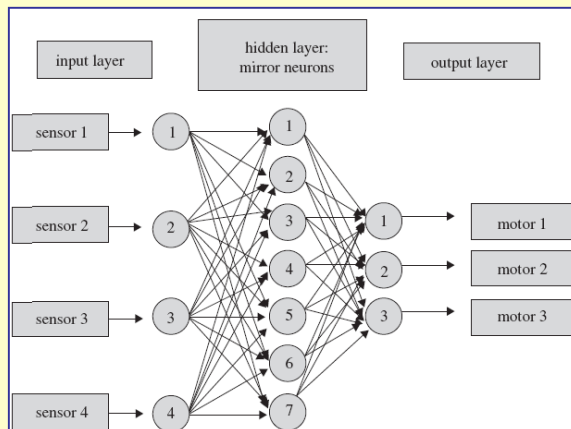 input layer
hidden layer:
mirror neurons
output layer
sensor 1
1
1
2
sensor 2
2
3
1
motor 1
4
2
motor 2
sensor 3
3
5
3
motor 3
6
sensor 4
4
7